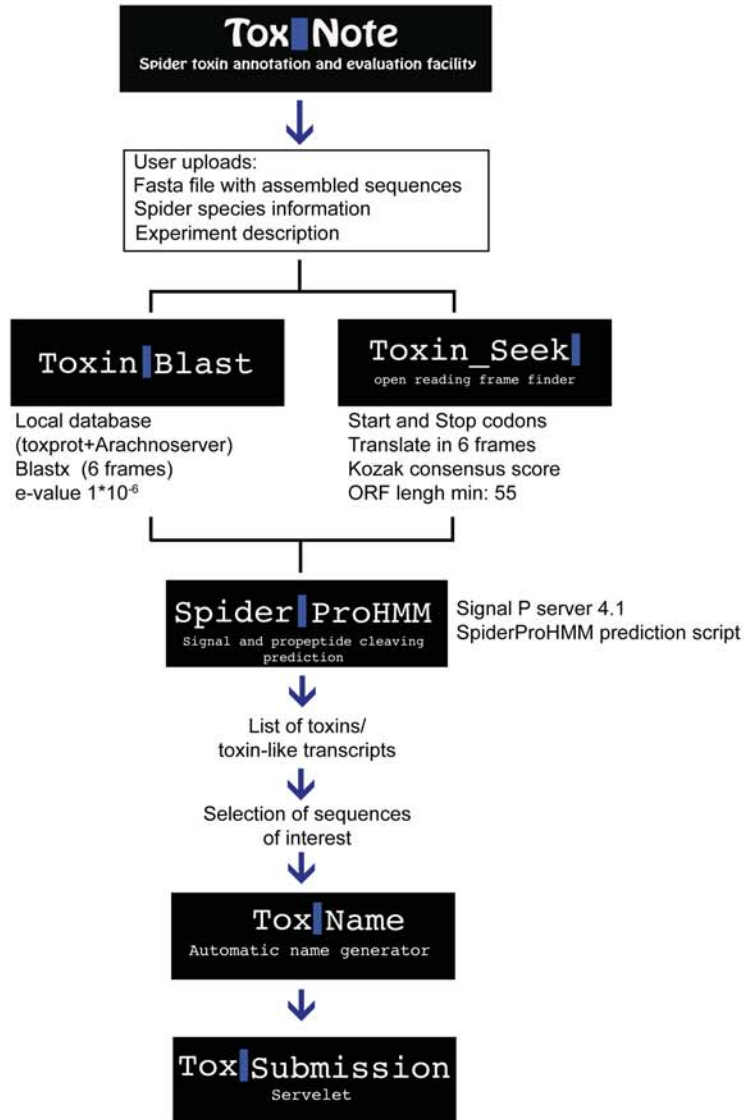 Tox Note
Spider toxin annotation and evaluation facility
User uploads:
Fasta file with assembled sequences
Spider species information
Experiment description
Toxin Blast
Local database
(toxprot+Arachnoserver)
Blastx (6 frames)
e-value 1*10⁻⁶
Toxin_Seek
open reading frame finder
Start and Stop codons
Translate in 6 frames
Kozak consensus score
ORF lengh min: 55
Spider ProHMM
Signal and propeptide cleaving
prediction
Signal P server 4.1
SpiderProHMM prediction script
List of toxins/
toxin-like transcripts
Selection of sequences
of interest
Tox Name
Automatic name generator
Tox Submission
Servelet